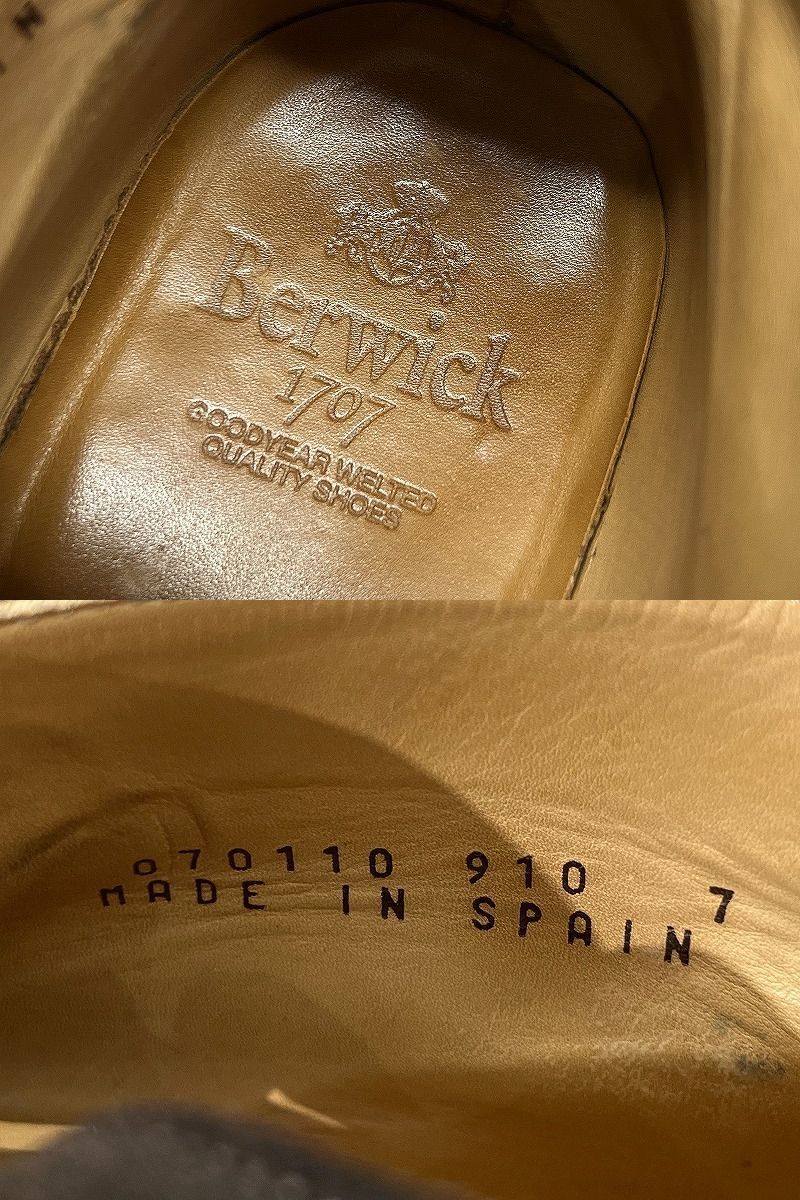 Berwick
1707
GOODYEAR WELTED
QUALITY SHOES
070110 910 7
MADE IN SPAIN